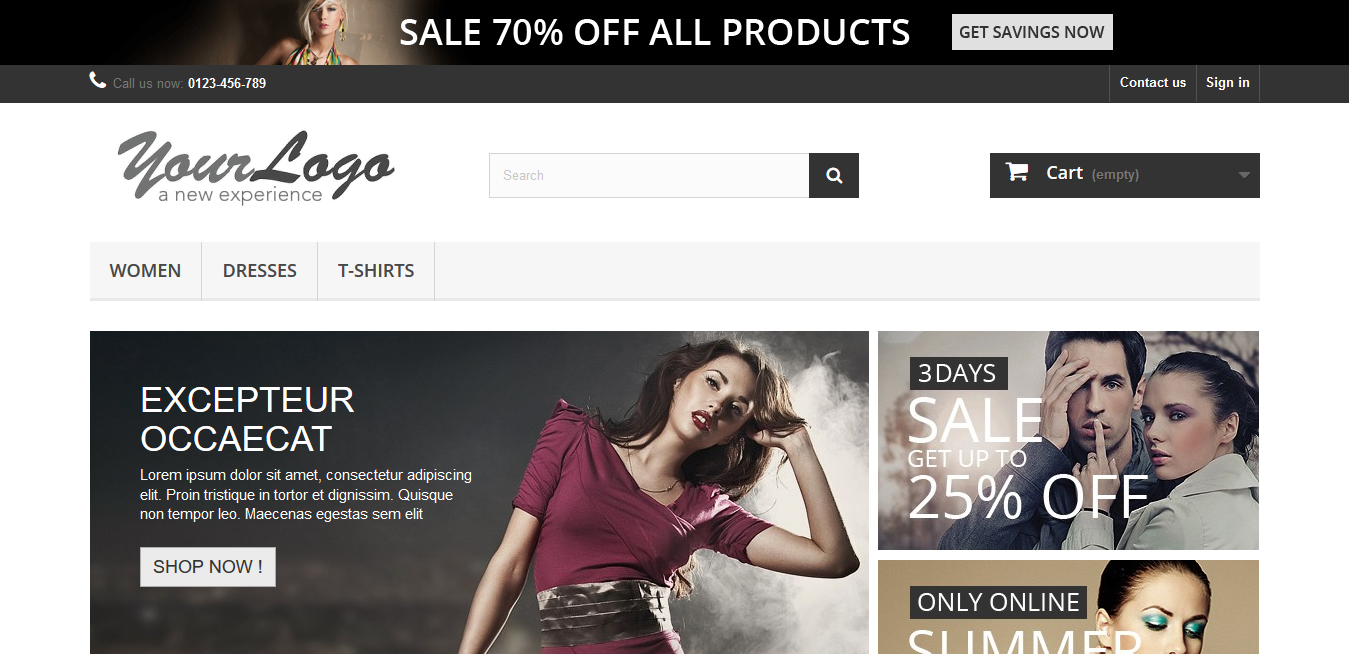 SALE 70% OFF ALL PRODUCTS
GET SAVINGS NOW
Call us now: 0123-456-789
Contact us
Sign in
YourLogo
a new experience
Search
Cart (empty)
WOMEN
DRESSES
T-SHIRTS
EXCEPTEUR
OCCAECAT
Lorem ipsum dolor sit amet, consectetur adipiscing
elit. Proin tristique in tortor et dignissim. Quisque
non tempor leo. Maecenas egestas sem elit
SHOP NOW !
3 DAYS
SALE
GET UP TO
25% OFF
ONLY ONLINE
SUMMER